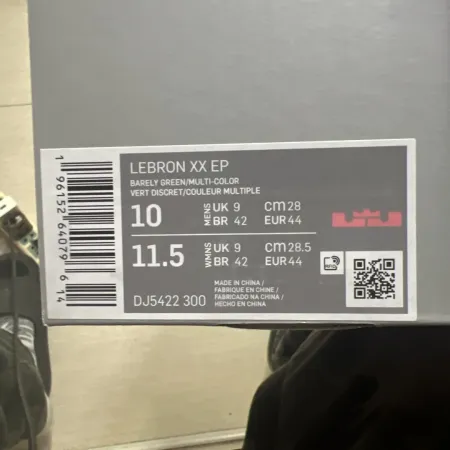 LEBRON XX EP
BARELY GREEN/MULTI-COLOR
VERT DISCRET/COULEUR MULTIPLE
10 MENS UK 9 CM 28
BR 42 EUR 44
11.5 WMNS UK 9 CM 28.5
BR 42 EUR 44
MADE IN CHINA /
FABRIQUE EN CHINE /
FABRICADO NA CHINA /
HECHO EN CHINA
DJ5422 300
1 96152 64079 6 14